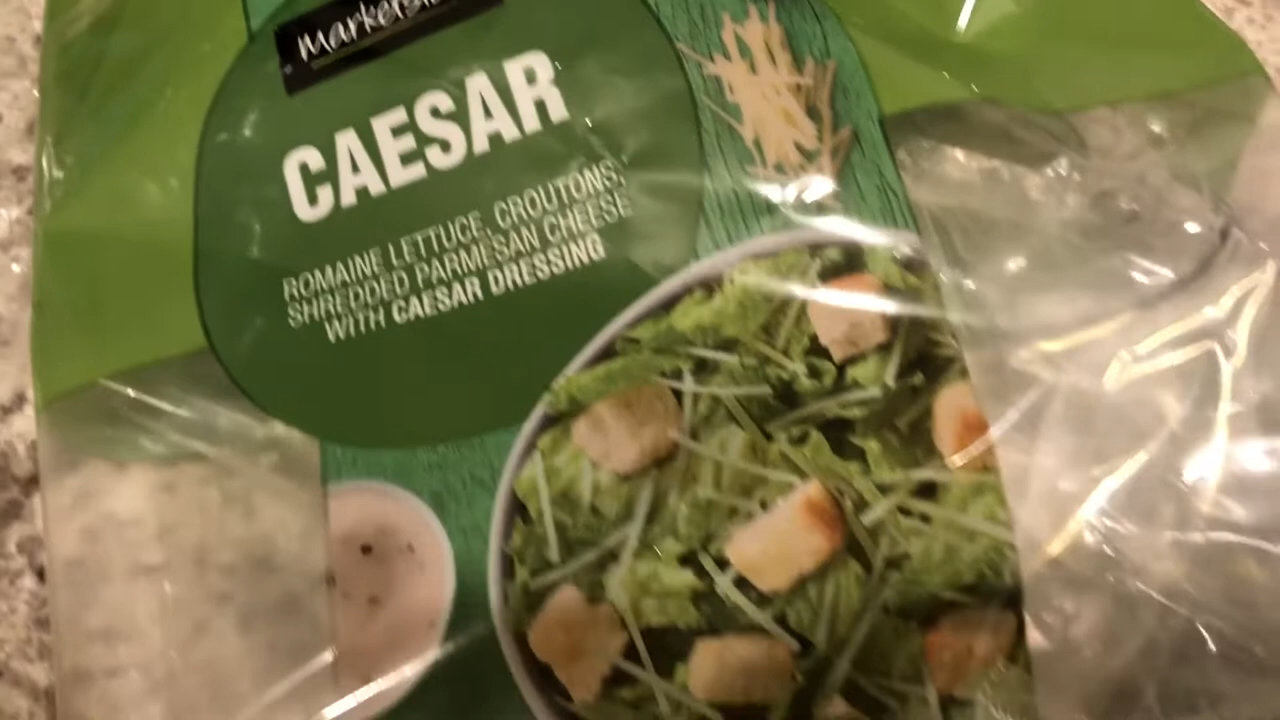 CAESAR
ROMAINE LETTUCE, CROUTONS,
SHREDDED PARMESAN CHEESE
WITH CAESAR DRESSING